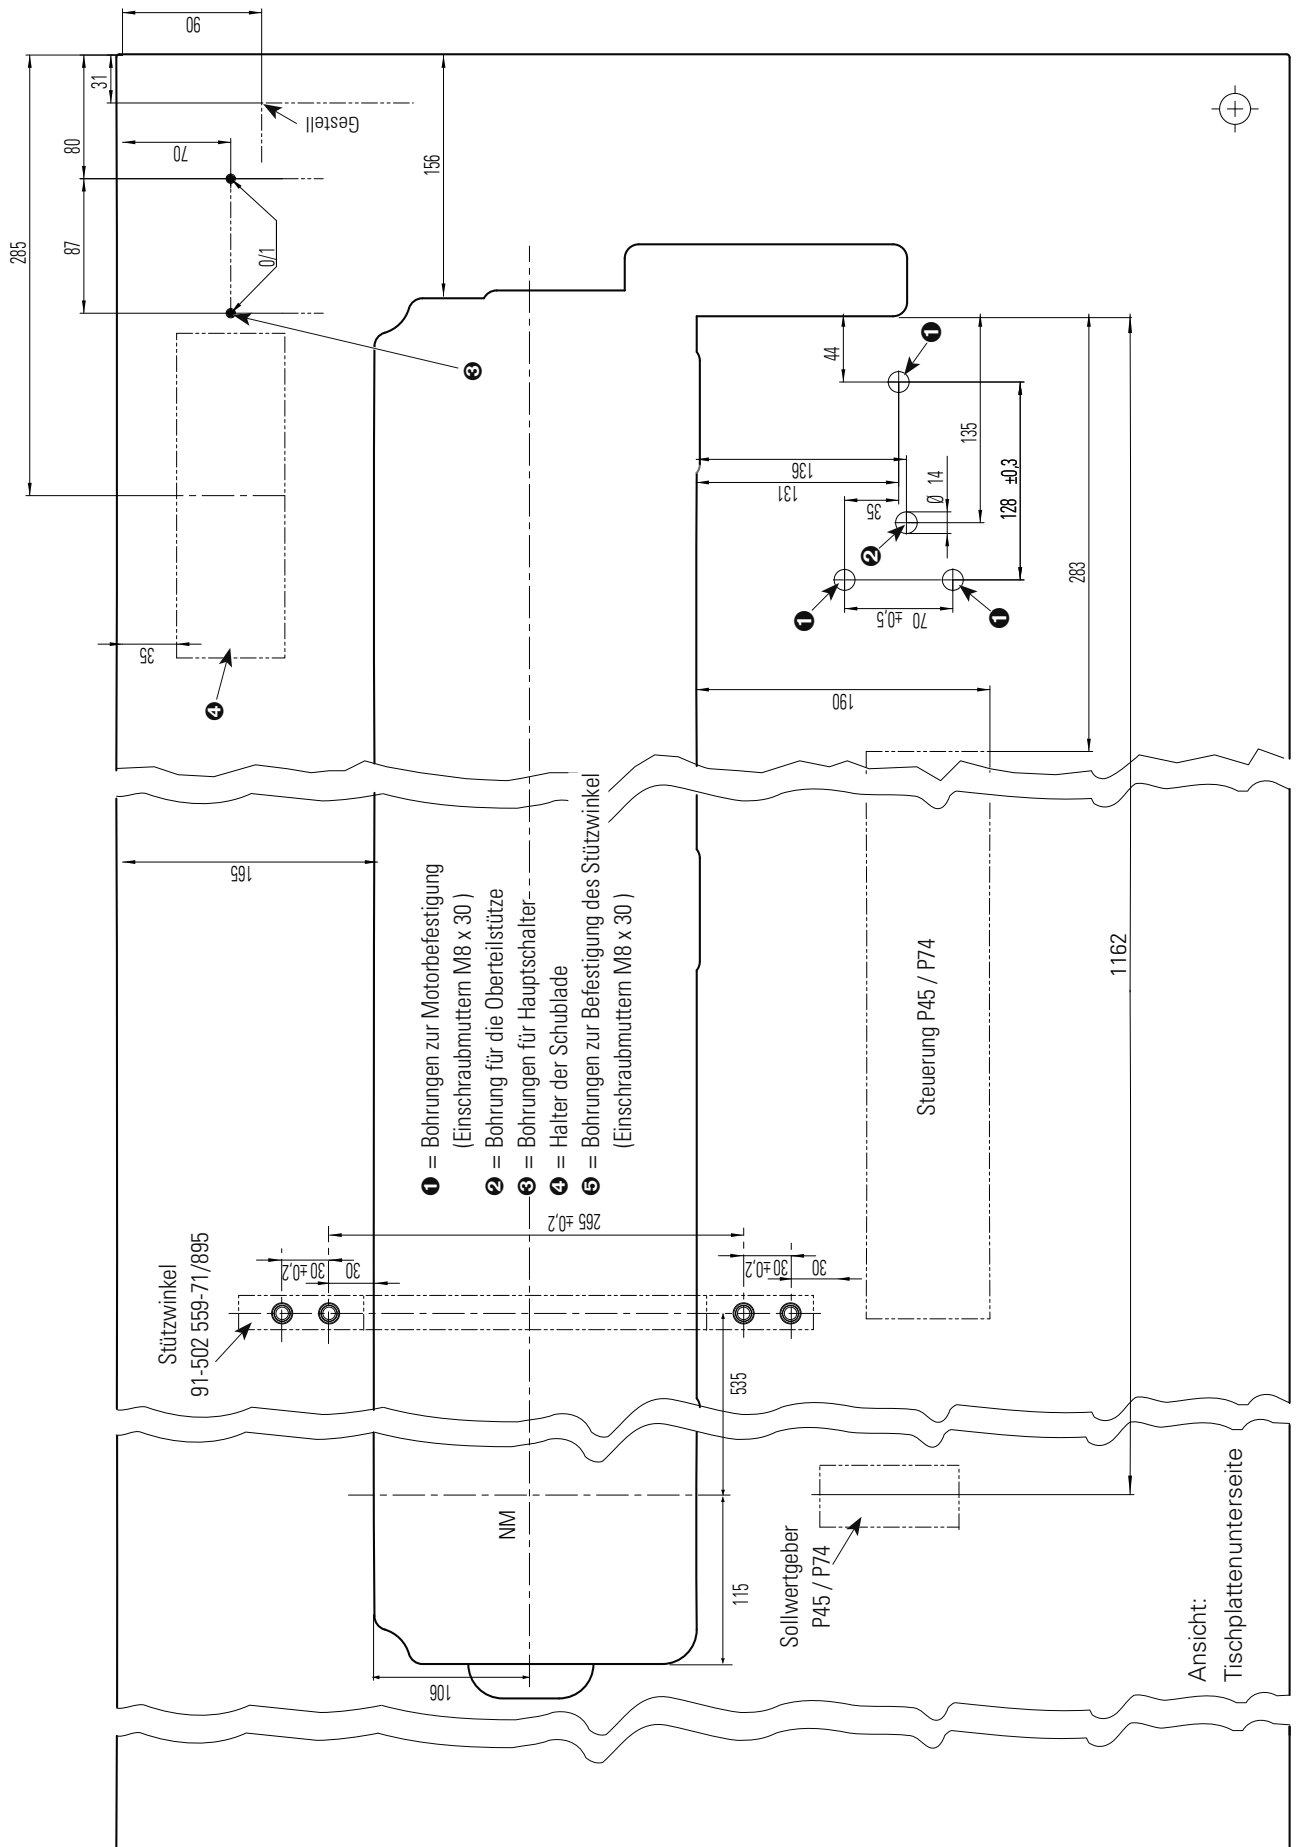 90
31
80
87
285
70
Gestell
0/1
156
❸
❹
35
44
❶
136
131
135
Ø 14
35
❷
128 ±0,3
❶
70 ±0,5
❶
283
190
165
❶ = Bohrungen zur Motorbefestigung
(Einschraubmuttern M8 x 30 )
❷ = Bohrung für die Oberteilstütze
❸ = Bohrungen für Hauptschalter
❹ = Halter der Schublade
❺ = Bohrungen zur Befestigung des Stützwinkel
(Einschraubmuttern M8 x 30 )
Steuerung P45 / P74
1162
Stützwinkel
91-502 559-71/895
30±0,2
30
265 ±0,2
30±0,2
30
535
NM
115
106
Sollwertgeber
P45 / P74
Ansicht:
Tischplattenunterseite